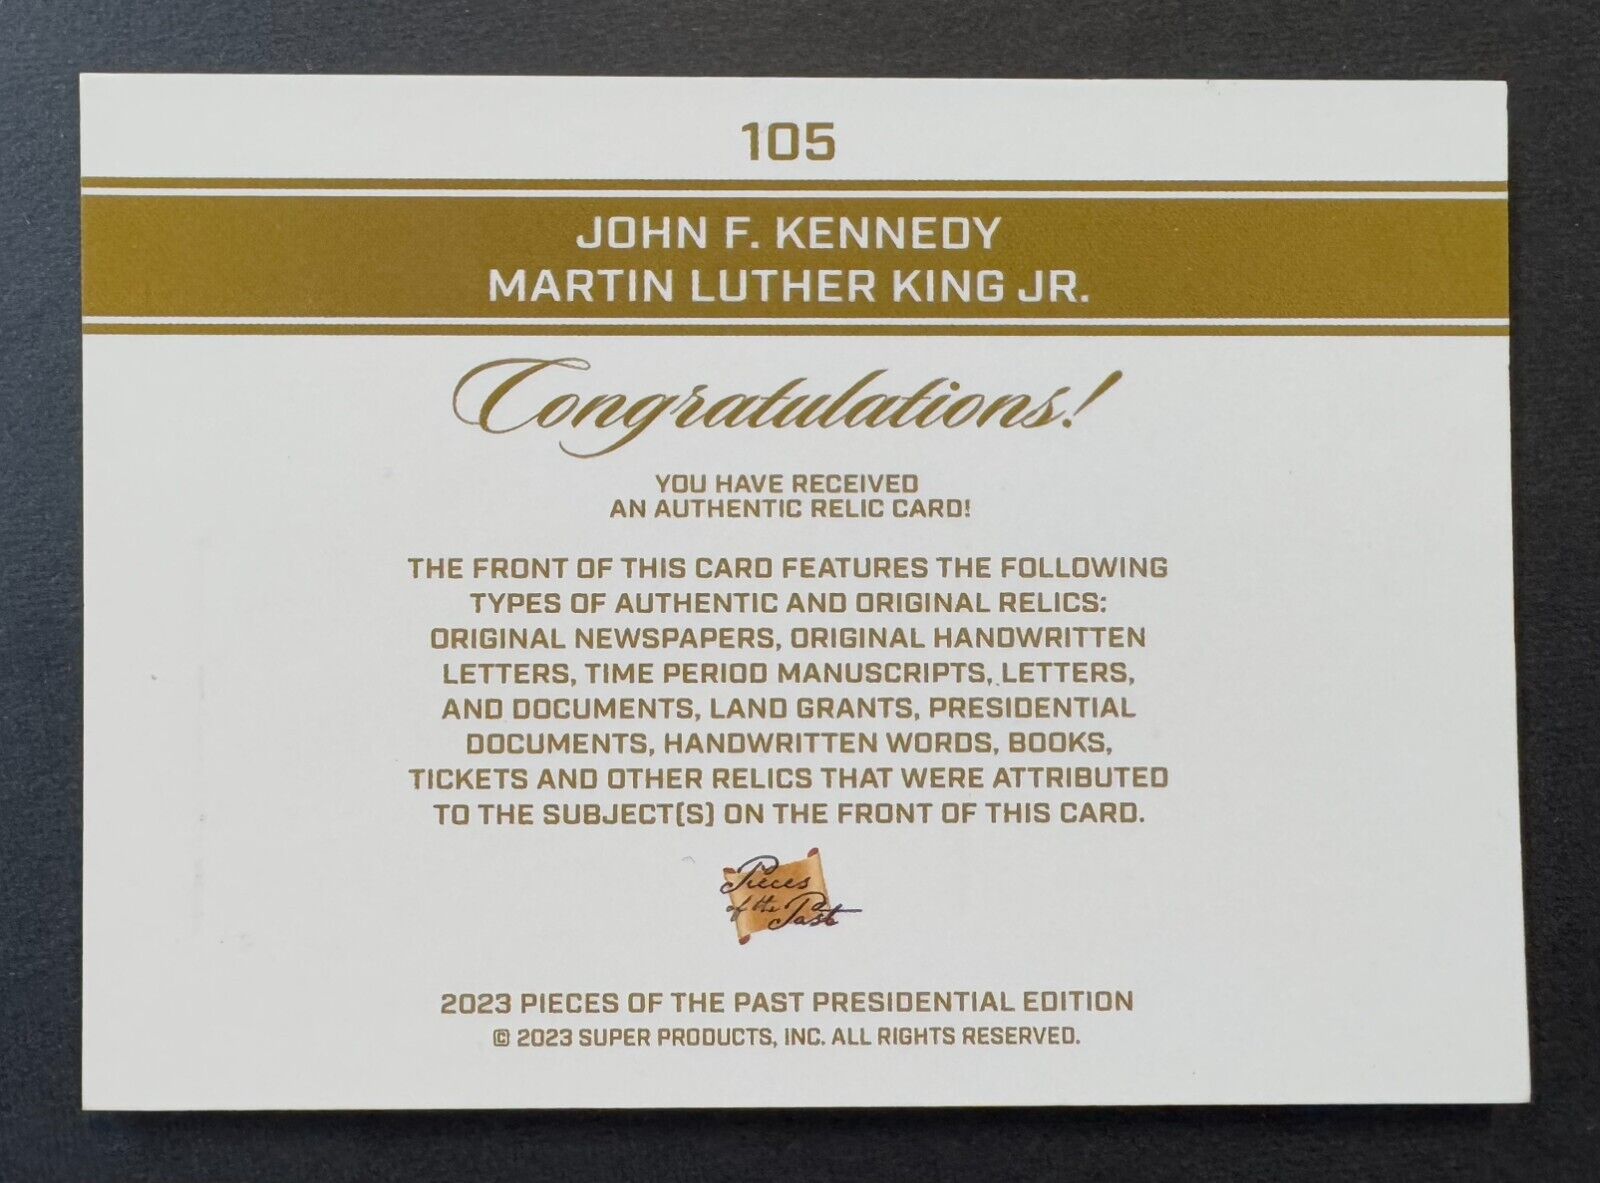 105
JOHN F. KENNEDY
MARTIN LUTHER KING JR.
Congratulations!
YOU HAVE RECEIVED
AN AUTHENTIC RELIC CARD!
THE FRONT OF THIS CARD FEATURES THE FOLLOWING
TYPES OF AUTHENTIC AND ORIGINAL RELICS:
ORIGINAL NEWSPAPERS, ORIGINAL HANDWRITTEN
LETTERS, TIME PERIOD MANUSCRIPTS, LETTERS,
AND DOCUMENTS, LAND GRANTS, PRESIDENTIAL
DOCUMENTS, HANDWRITTEN WORDS, BOOKS,
TICKETS AND OTHER RELICS THAT WERE ATTRIBUTED
TO THE SUBJECT(S) ON THE FRONT OF THIS CARD.
Pieces
of the Past
2023 PIECES OF THE PAST PRESIDENTIAL EDITION
© 2023 SUPER PRODUCTS, INC. ALL RIGHTS RESERVED.